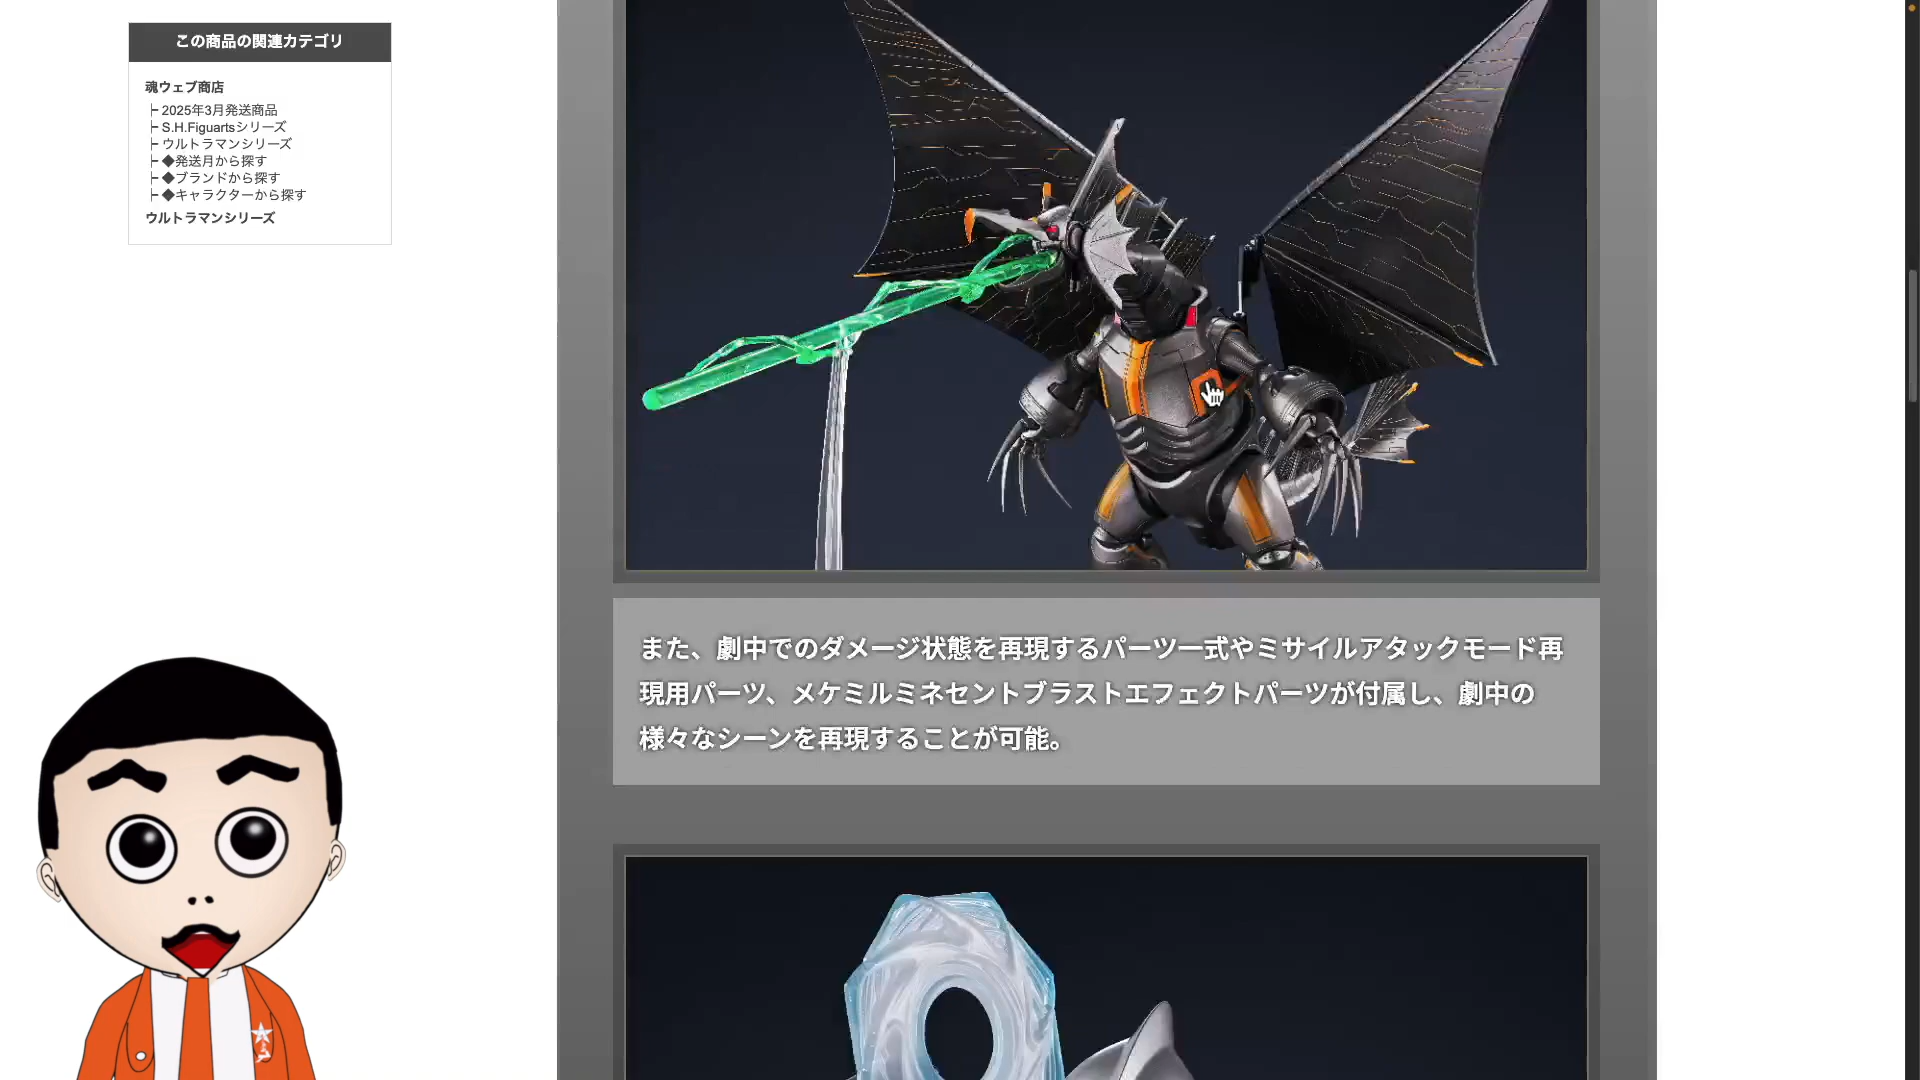 この商品の関連カテゴリ
魂ウェブ商店
├ 2025年3月発送商品
├ S.H.Figuartsシリーズ
├ ウルトラマンシリーズ
├ ◆発送月から探す
├ ◆ブランドから探す
├ ◆キャラクターから探す
ウルトラマンシリーズ
また、劇中でのダメージ状態を再現するパーツ一式やミサイルアタックモード再
現用パーツ、メケミルミネセントブラストエフェクトパーツが付属し、劇中の
様々なシーンを再現することが可能。